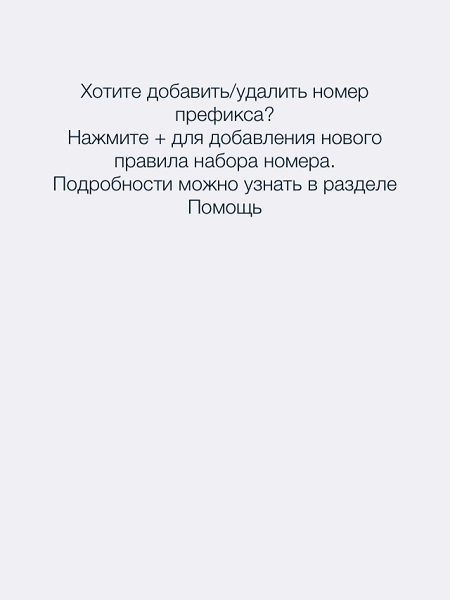 Хотите добавить/удалить номер
префикса?
Нажмите + для добавления нового
правила набора номера.
Подробности можно узнать в разделе
Помощь